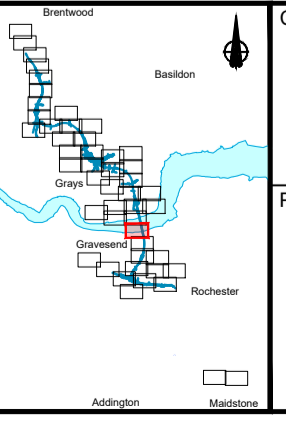 Brentwood
Basildon
Grays
Gravesend
Rochester
Addington
Maidstone